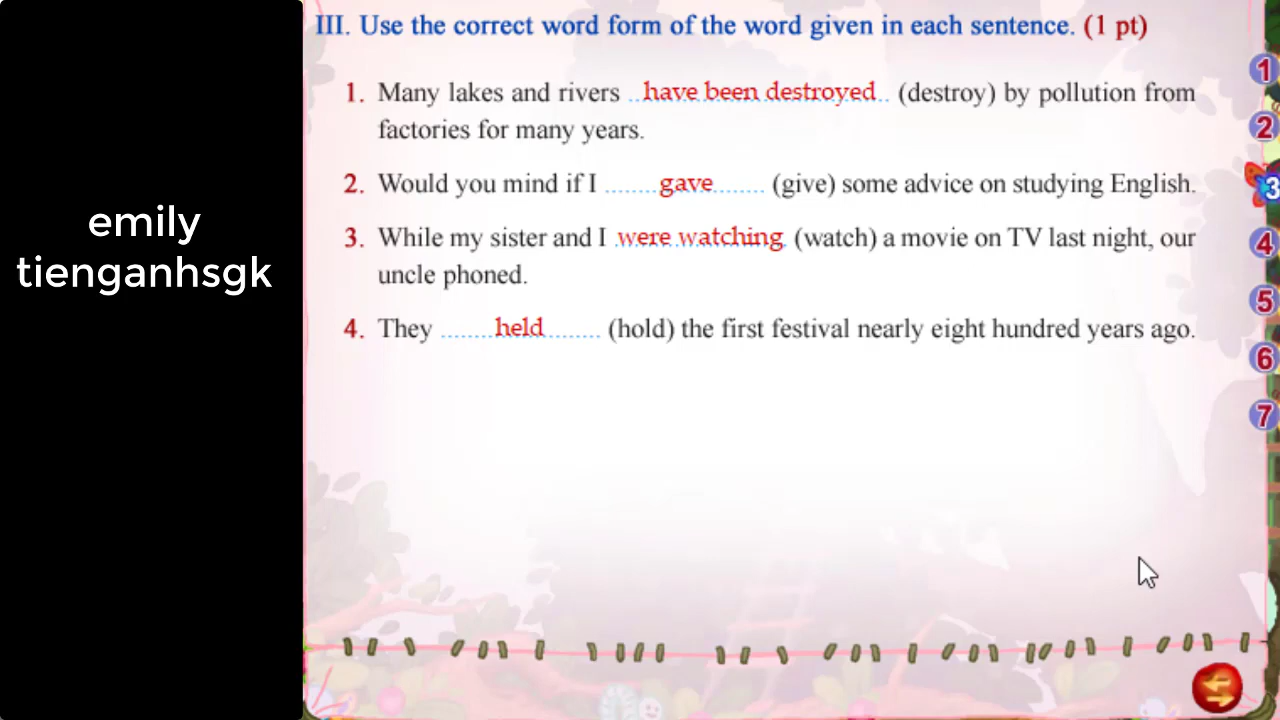 emily
tienganhsgk
III. Use the correct word form of the word given in each sentence. (1 pt)
1. Many lakes and rivers ..have been destroyed.. (destroy) by pollution from
factories for many years.
2. Would you mind if I .......gave....... (give) some advice on studying English.
3. While my sister and I were watching. (watch) a movie on TV last night, our
uncle phoned.
4. They .......held........ (hold) the first festival nearly eight hundred years ago.
1
2
3
4
5
6
7